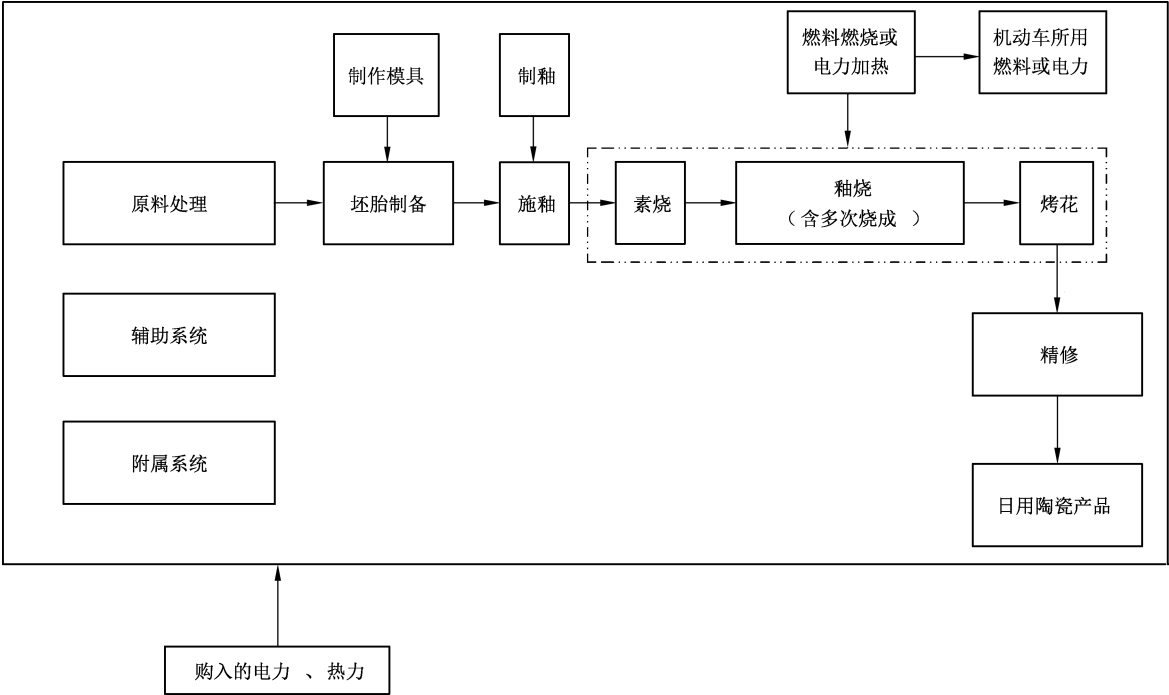 燃料燃烧或
电力加热
机动车所用
燃料或电力
制作模具
制釉
原料处理
坯胎制备
施釉
素烧
釉烧
（含多次烧成 ）
烤花
辅助系统
精修
附属系统
日用陶瓷产品
购入的电力 、热力